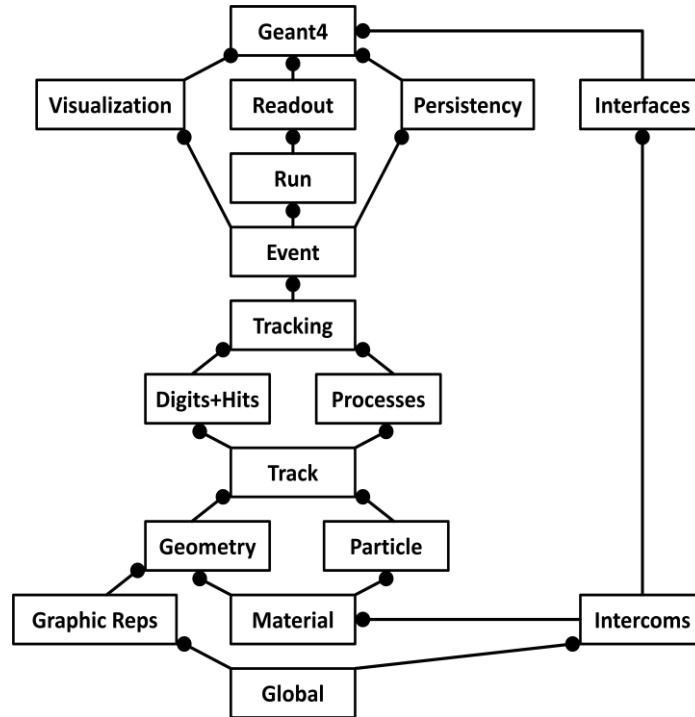 Geant4
Visualization
Readout
Persistency
Interfaces
Run
Event
Tracking
Digits+Hits
Processes
Track
Geometry
Particle
Graphic Reps
Material
Intercoms
Global